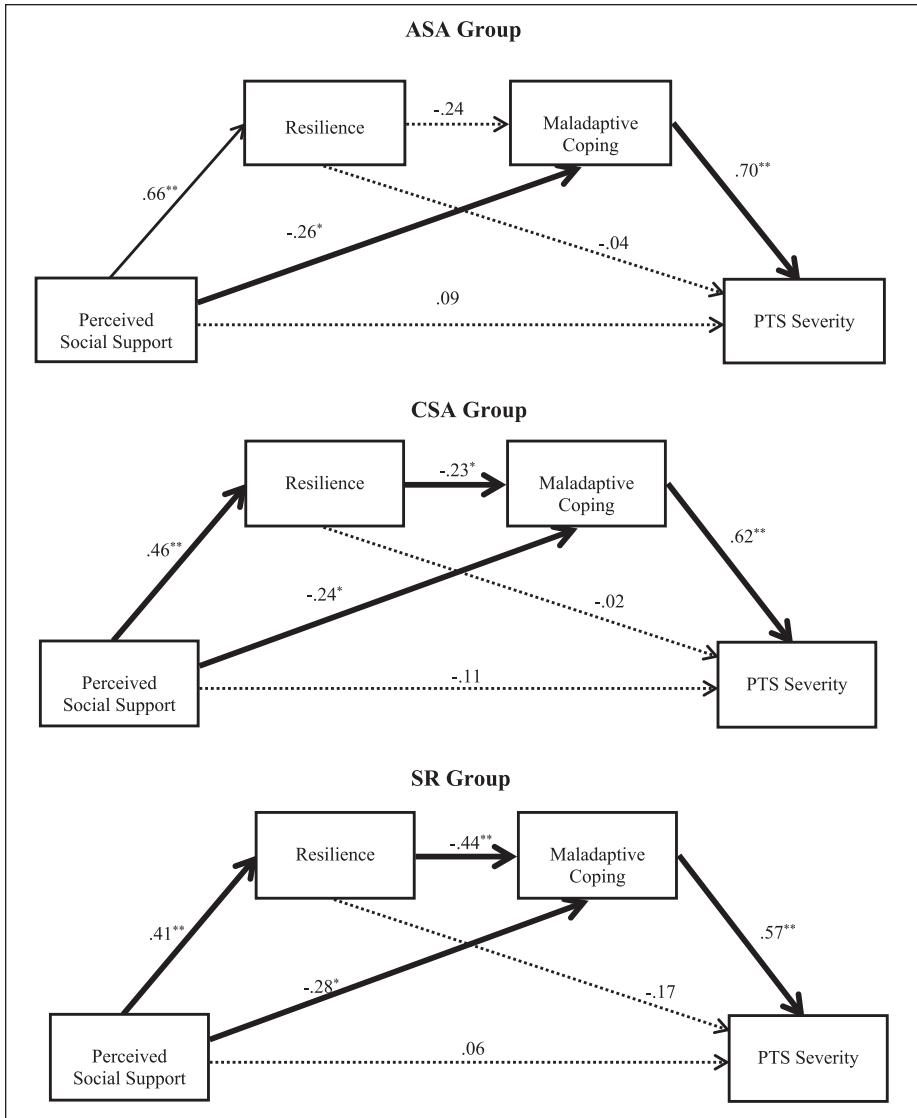 ASA Group
Resilience
-.24
Maladaptive
Coping
.66**
.70**
-.26*
-.04
Perceived
Social Support
.09
PTS Severity
CSA Group
Resilience
-.23*
Maladaptive
Coping
.46**
.62**
-.24*
-.02
Perceived
Social Support
-.11
PTS Severity
SR Group
Resilience
-.44**
Maladaptive
Coping
.41**
.57**
-.28*
-.17
Perceived
Social Support
.06
PTS Severity